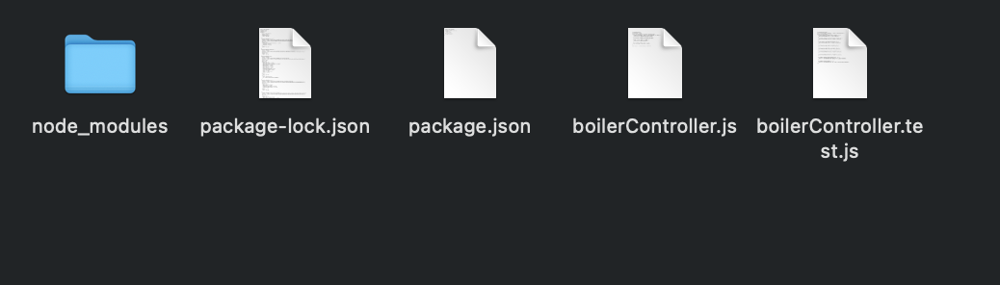 node_modules
package-lock.json
package.json
boilerController.js
boilerController.te
st.js